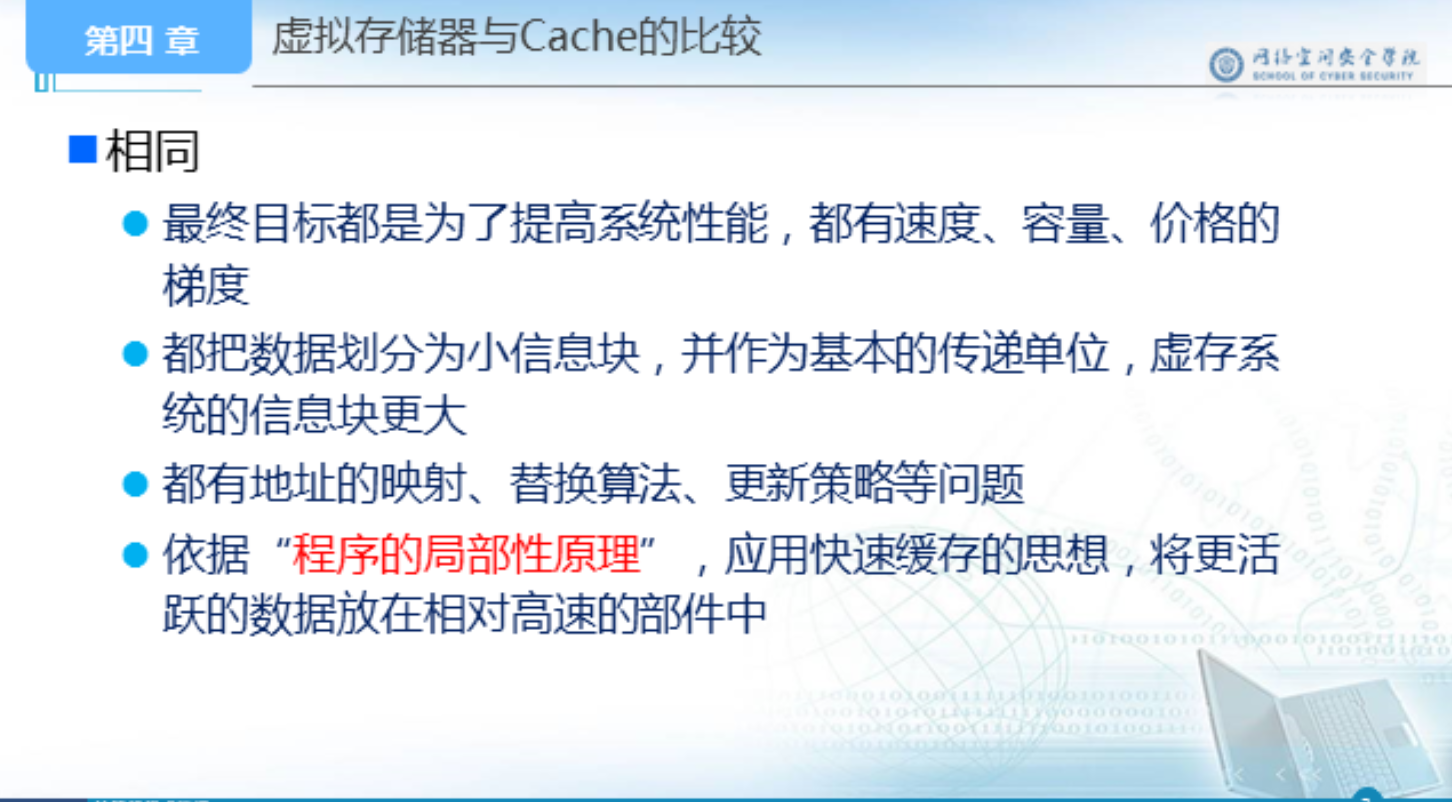 第四 章
虚拟存储器与Cache的比较
网络空间安全学院
SCHOOL OF CYBER SECURITY
相同
最终目标都是为了提高系统性能，都有速度、容量、价格的
梯度
都把数据划分为小信息块，并作为基本的传递单位，虚存系
统的信息块更大
都有地址的映射、替换算法、更新策略等问题
依据“程序的局部性原理”，应用快速缓存的思想，将更活
跃的数据放在相对高速的部件中